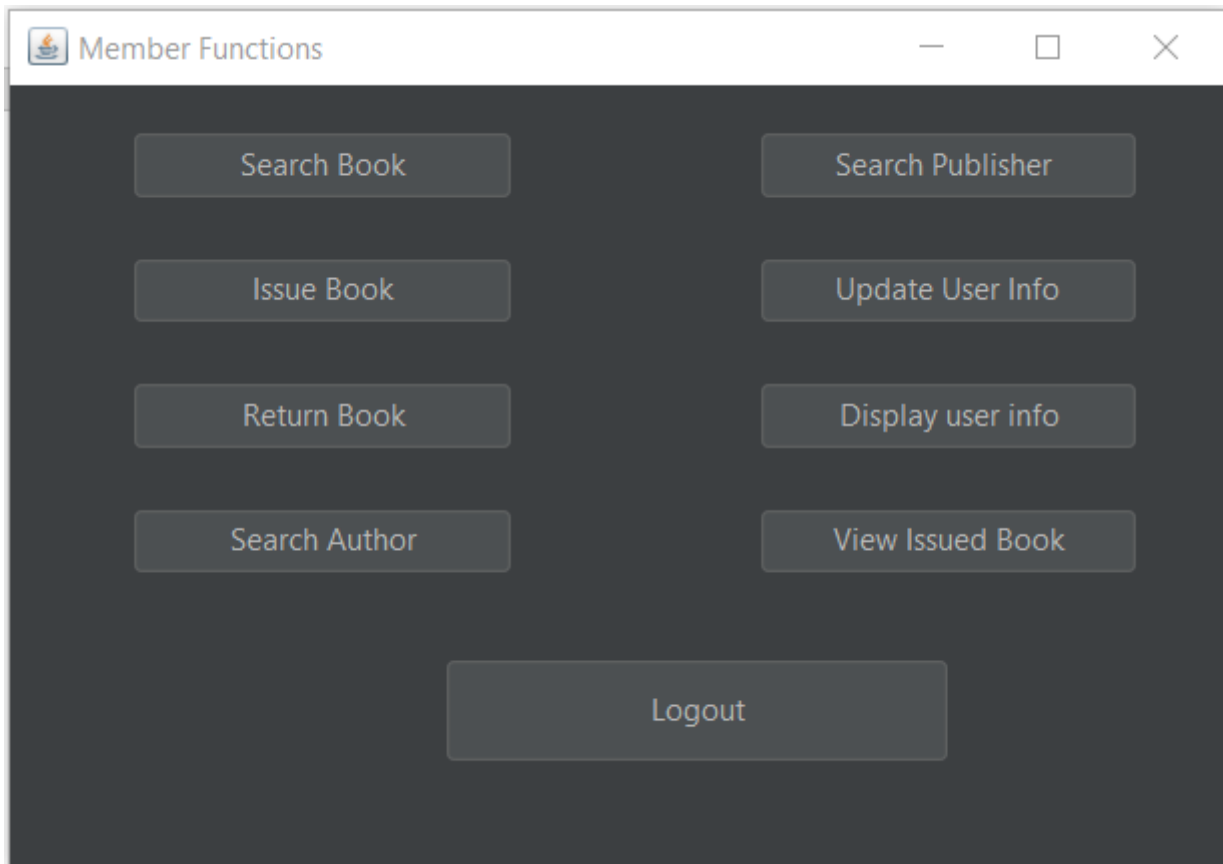 Member Functions
Search Book
Search Publisher
Issue Book
Update User Info
Return Book
Display user info
Search Author
View Issued Book
Logout